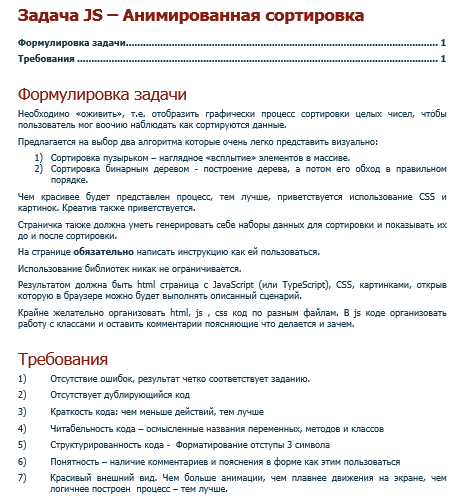 Задача JS – Анимированная сортировка
Формулировка задачи.......................................................................................................... 1
Требования ......................................................................................................................... 1
Формулировка задачи
Необходимо «оживить», т.е. отобразить графически процесс сортировки целых чисел, чтобы
пользователь мог воочию наблюдать как сортируются данные.
Предлагается на выбор два алгоритма которые очень легко представить визуально:
1) Сортировка пузырьком – наглядное «всплытие» элементов в массиве.
2) Сортировка бинарным деревом - построение дерева, а потом его обход в правильном
порядке.
Чем красивее будет представлен процесс, тем лучше, приветствуется использование CSS и
картинок. Креатив также приветствуется.
Страничка также должна уметь генерировать себе наборы данных для сортировки и показывать их
до и после сортировки.
На странице обязательно написать инструкцию как ей пользоваться.
Использование библиотек никак не ограничивается.
Результатом должна быть html страница с JavaScript (или TypeScript), CSS, картинками, открыв
которую в браузере можно будет выполнять описанный сценарий.
Крайне желательно организовать html, js , css код по разным файлам. В js коде организовать
работу с классами и оставить комментарии поясняющие что делается и зачем.
Требования
1) Отсутствие ошибок, результат четко соответствует заданию.
2) Отсутствует дублирующийся код
3) Краткость кода: чем меньше действий, тем лучше
4) Читабельность кода – осмысленные названия переменных, методов и классов
5) Структурированность кода - Форматирование отступы 3 символа
6) Понятность – наличие комментариев и пояснения в форме как этим пользоваться
7) Красивый внешний вид. Чем больше анимации, чем плавнее движения на экране, чем
логичнее построен процесс – тем лучше.